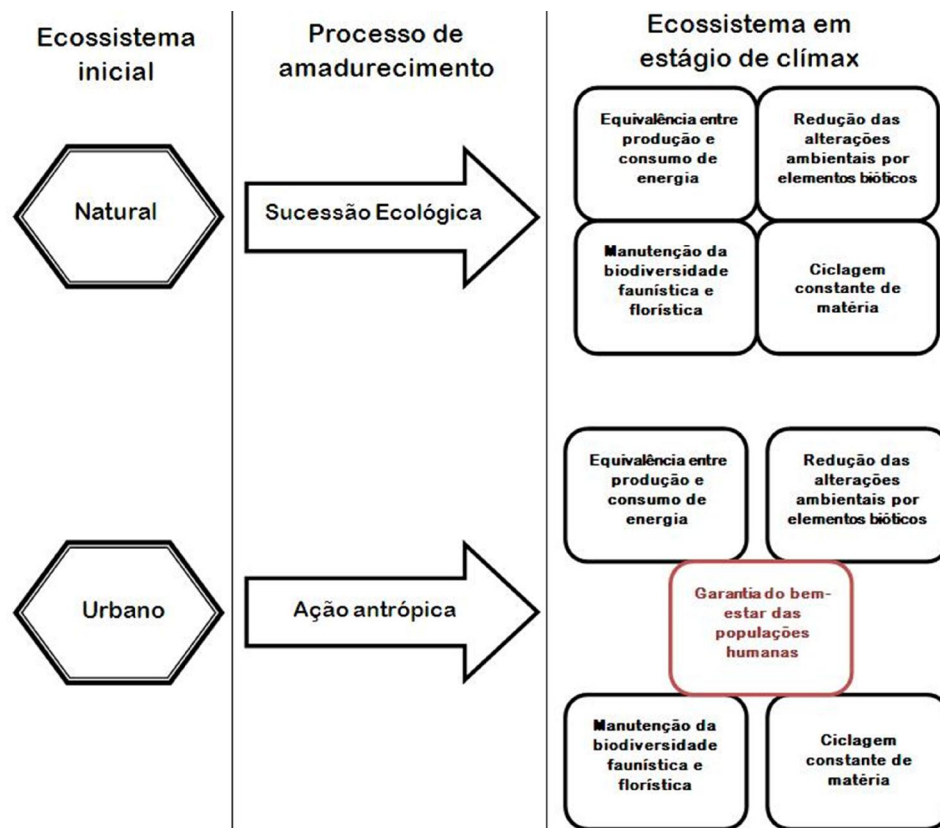 Ecossistema
inicial
Processo de
amadurecimento
Ecossistema em
estágio de clímax
Natural
Sucessão Ecológica
Equivalência entre
produção e
consumo de
energia
Redução das
alterações
ambientais por
elementos bióticos
Manutenção da
biodiversidade
faunística e
florística
Ciclagem
constante de
matéria
Urbano
Ação antrópica
Equivalência entre
produção e
consumo de
energia
Redução das
alterações
ambientais por
elementos bióticos
Garantia do bem-
estar das
populações
humanas
Manutenção da
biodiversidade
faunística e
florística
Ciclagem
constante de
matéria